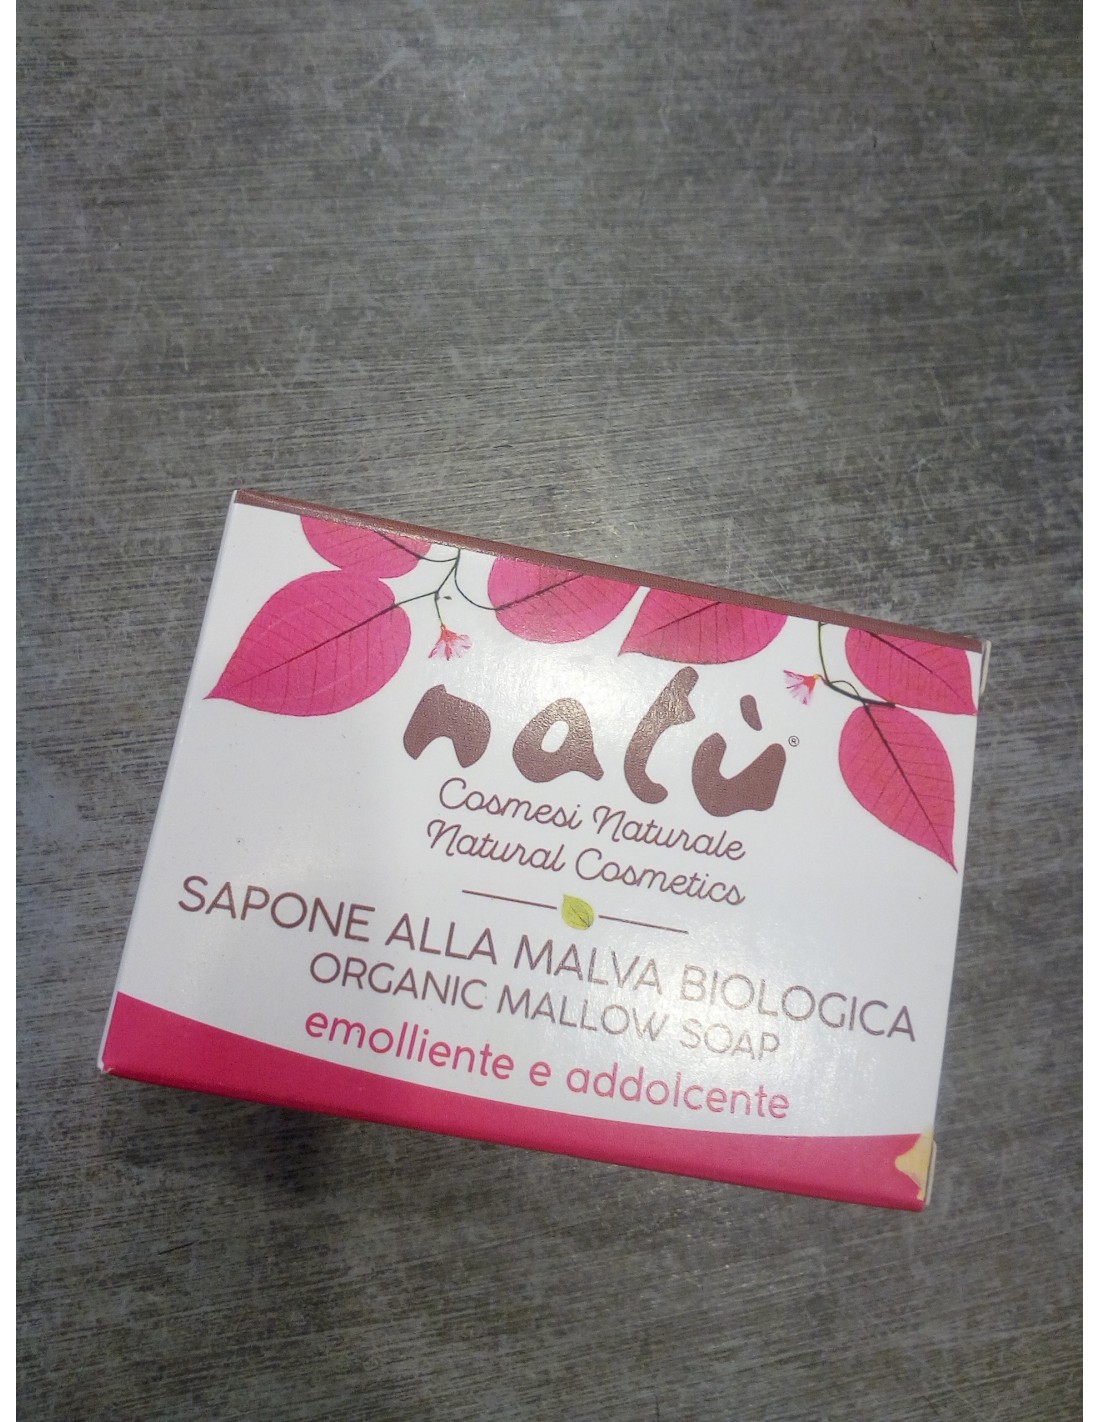 natù®
Cosmesi Naturale
Natural Cosmetics
SAPONE ALLA MALVA BIOLOGICA
ORGANIC MALLOW SOAP
emolliente e addolcente